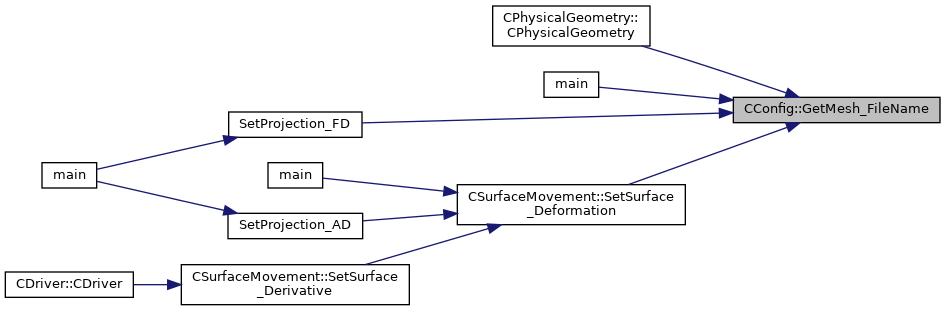 CPhysicalGeometry::
CPhysicalGeometry
main
CConfig::GetMesh_FileName
SetProjection_FD
main
main
CSurfaceMovement::SetSurface
_Deformation
SetProjection_AD
CSurfaceMovement::SetSurface
_Derivative
CDriver::CDriver